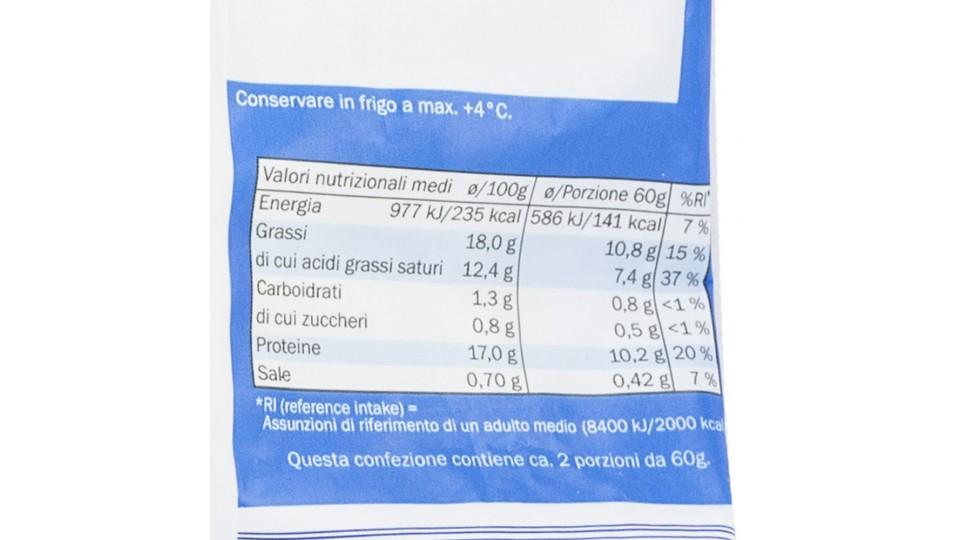 Conservare in frigo a max. +4°C.
Valori nutrizionali medi ø/100g ø/Porzione 60g %RI*
Energia 977 kJ/235 kcal 586 kJ/141 kcal 7 %
Grassi 18,0 g 10,8 g 15 %
di cui acidi grassi saturi 12,4 g 7,4 g 37 %
Carboidrati 1,3 g 0,8 g <1 %
di cui zuccheri 0,8 g 0,5 g <1 %
Proteine 17,0 g 10,2 g 20 %
Sale 0,70 g 0,42 g 7 %
*RI (reference intake) =
Assunzioni di riferimento di un adulto medio (8400 kJ/2000 kcal
Questa confezione contiene ca. 2 porzioni da 60g.